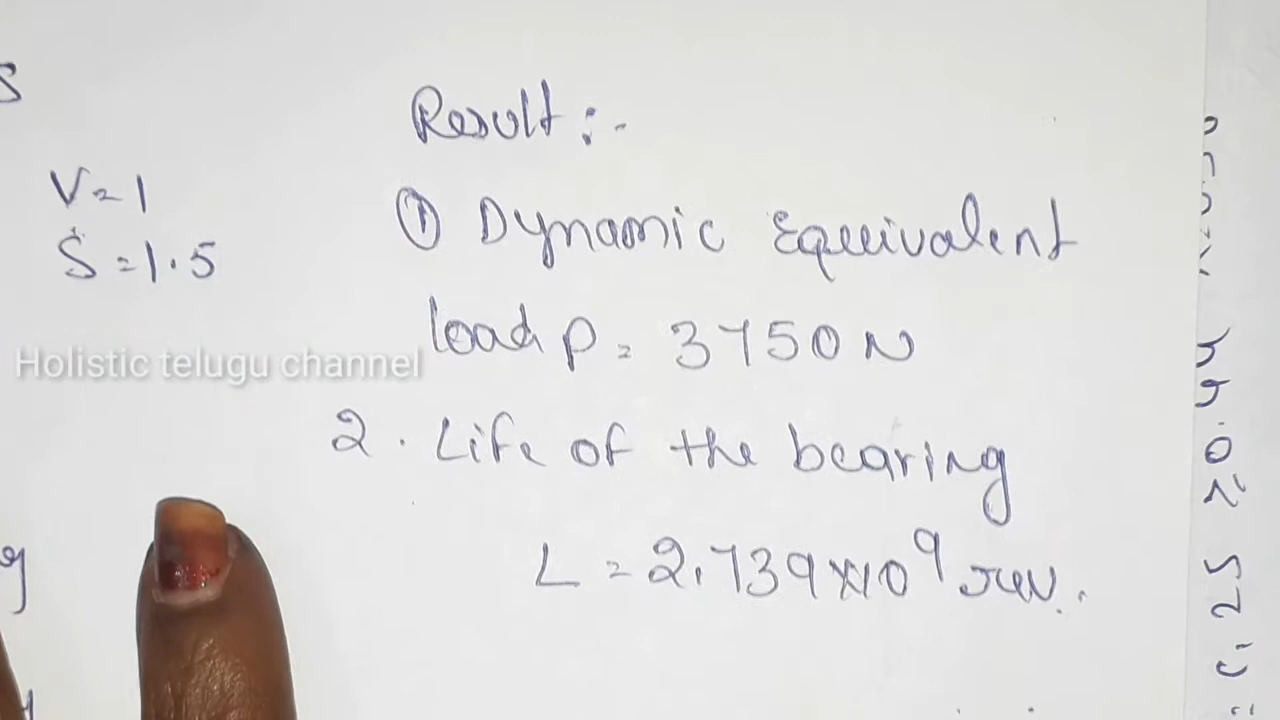 Result :-
V=1
S=1.5
① Dynamic Equivalent
load P = 3750 N
Holistic telugu channel
2. Life of the bearing
L = 2.739×10⁹ rev.